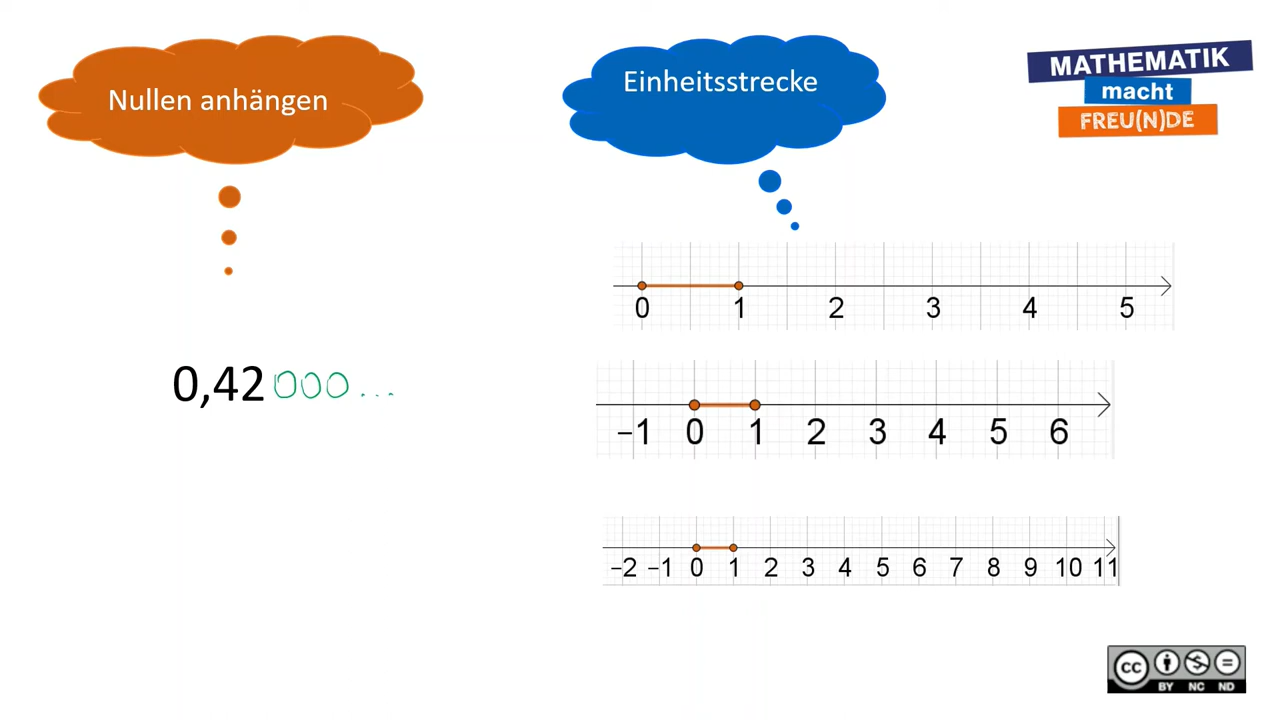 Nullen anhängen
Einheitsstrecke
MATHEMATIK
macht
FREU(N)DE
0 1 2 3 4 5
0,42000...
−1 0 1 2 3 4 5 6
−2 −1 0 1 2 3 4 5 6 7 8 9 10 11
cc
BY NC ND